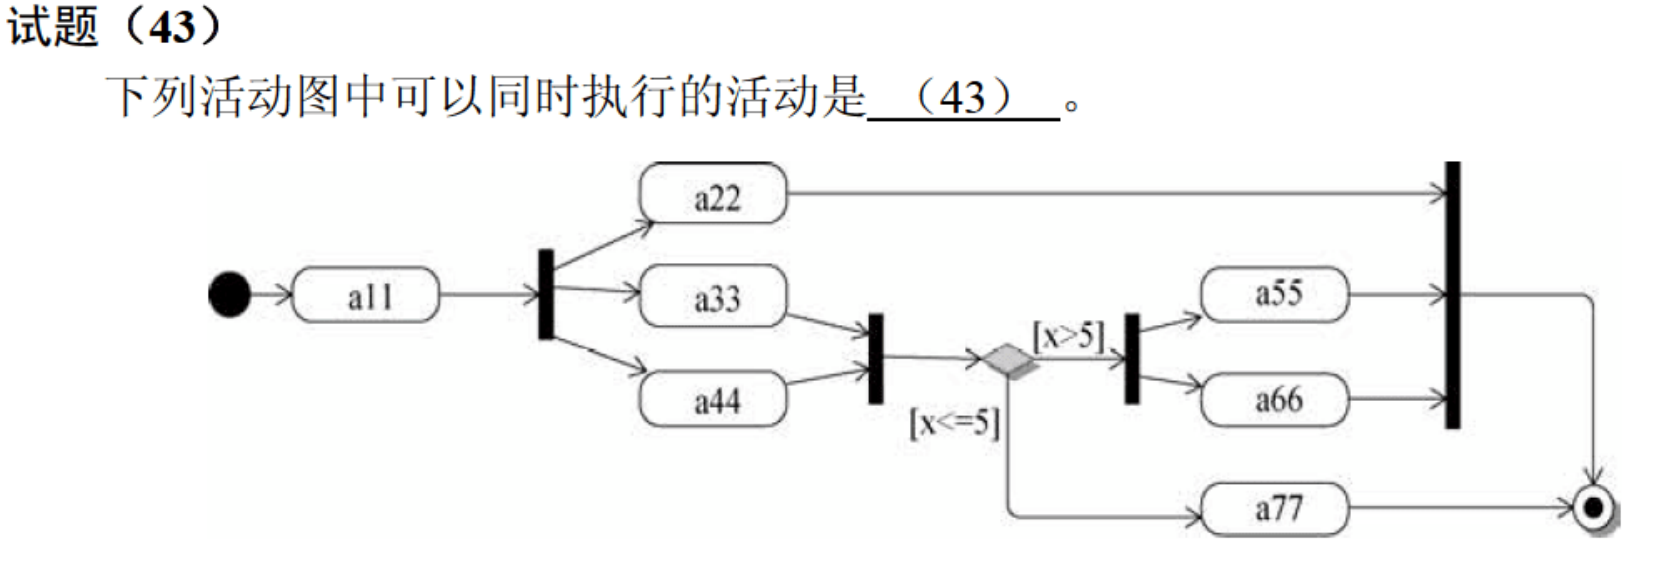 试题（43）
下列活动图中可以同时执行的活动是 （43） 。
a22
a11
a33
a55
[x>5]
a44
a66
[x<=5]
a77